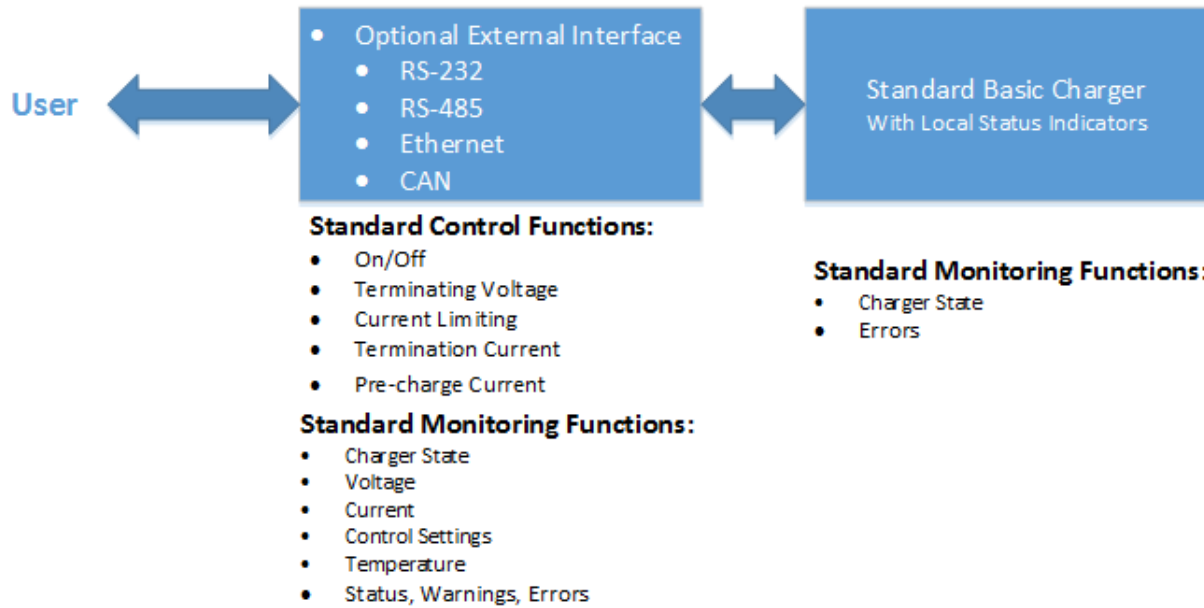 User
Optional External Interface
RS-232
RS-485
Ethernet
CAN
Standard Basic Charger
With Local Status Indicators
Standard Control Functions:
On/Off
Terminating Voltage
Current Limiting
Termination Current
Pre-charge Current
Standard Monitoring Functions:
Charger State
Voltage
Current
Control Settings
Temperature
Status, Warnings, Errors
Standard Monitoring Functions:
Charger State
Errors